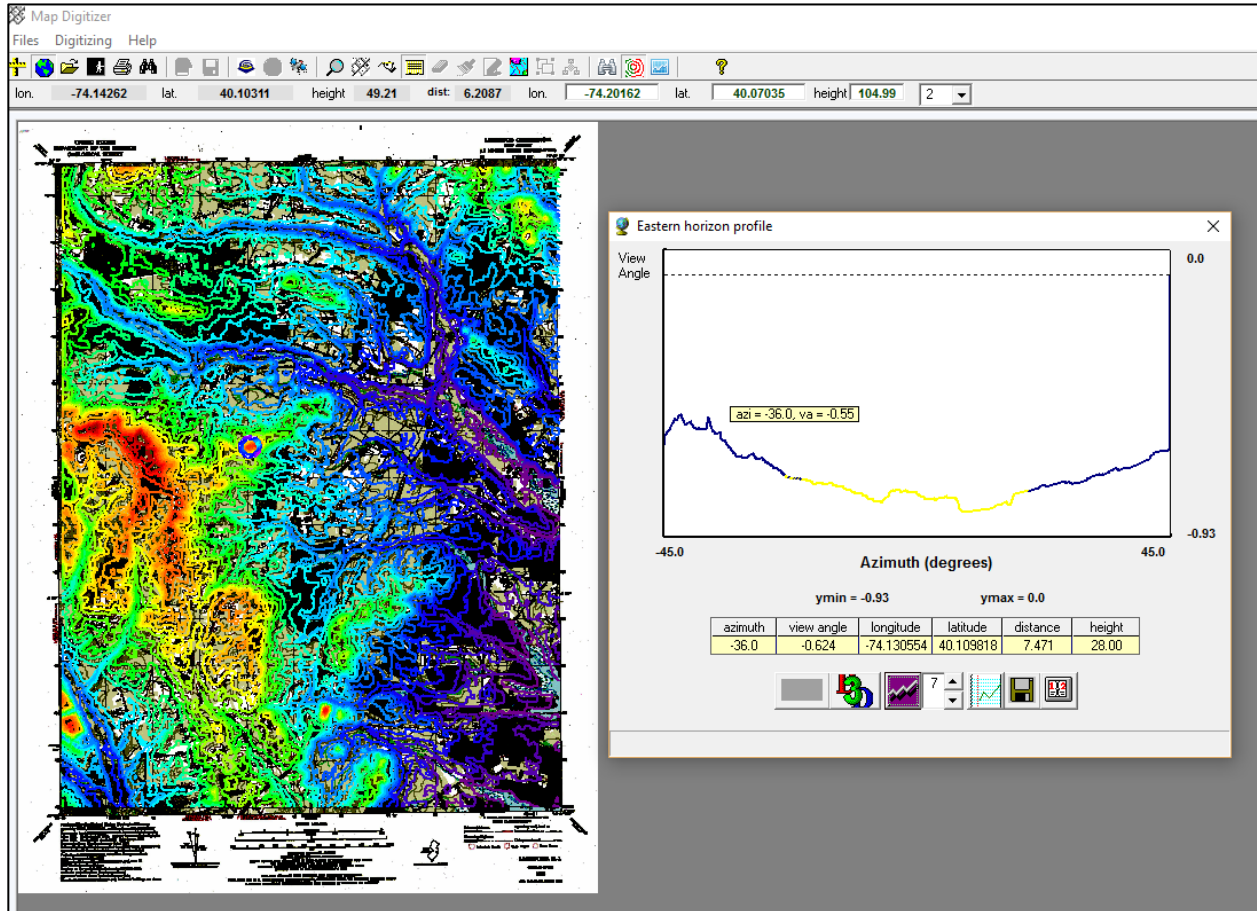 Map Digitizer
Files Digitizing Help
?
lon. -74.14262 lat. 40.10311 height 49.21 dist: 6.2087 lon. -74.20162 lat. 40.07035 height 104.99 2
Eastern horizon profile
View
Angle
0.0
azi = -36.0, va = -0.55
-0.93
-45.0 45.0
Azimuth (degrees)
ymin = -0.93 ymax = 0.0
azimuth view angle longitude latitude distance height
-36.0 -0.624 -74.130554 40.109818 7.471 28.00
7